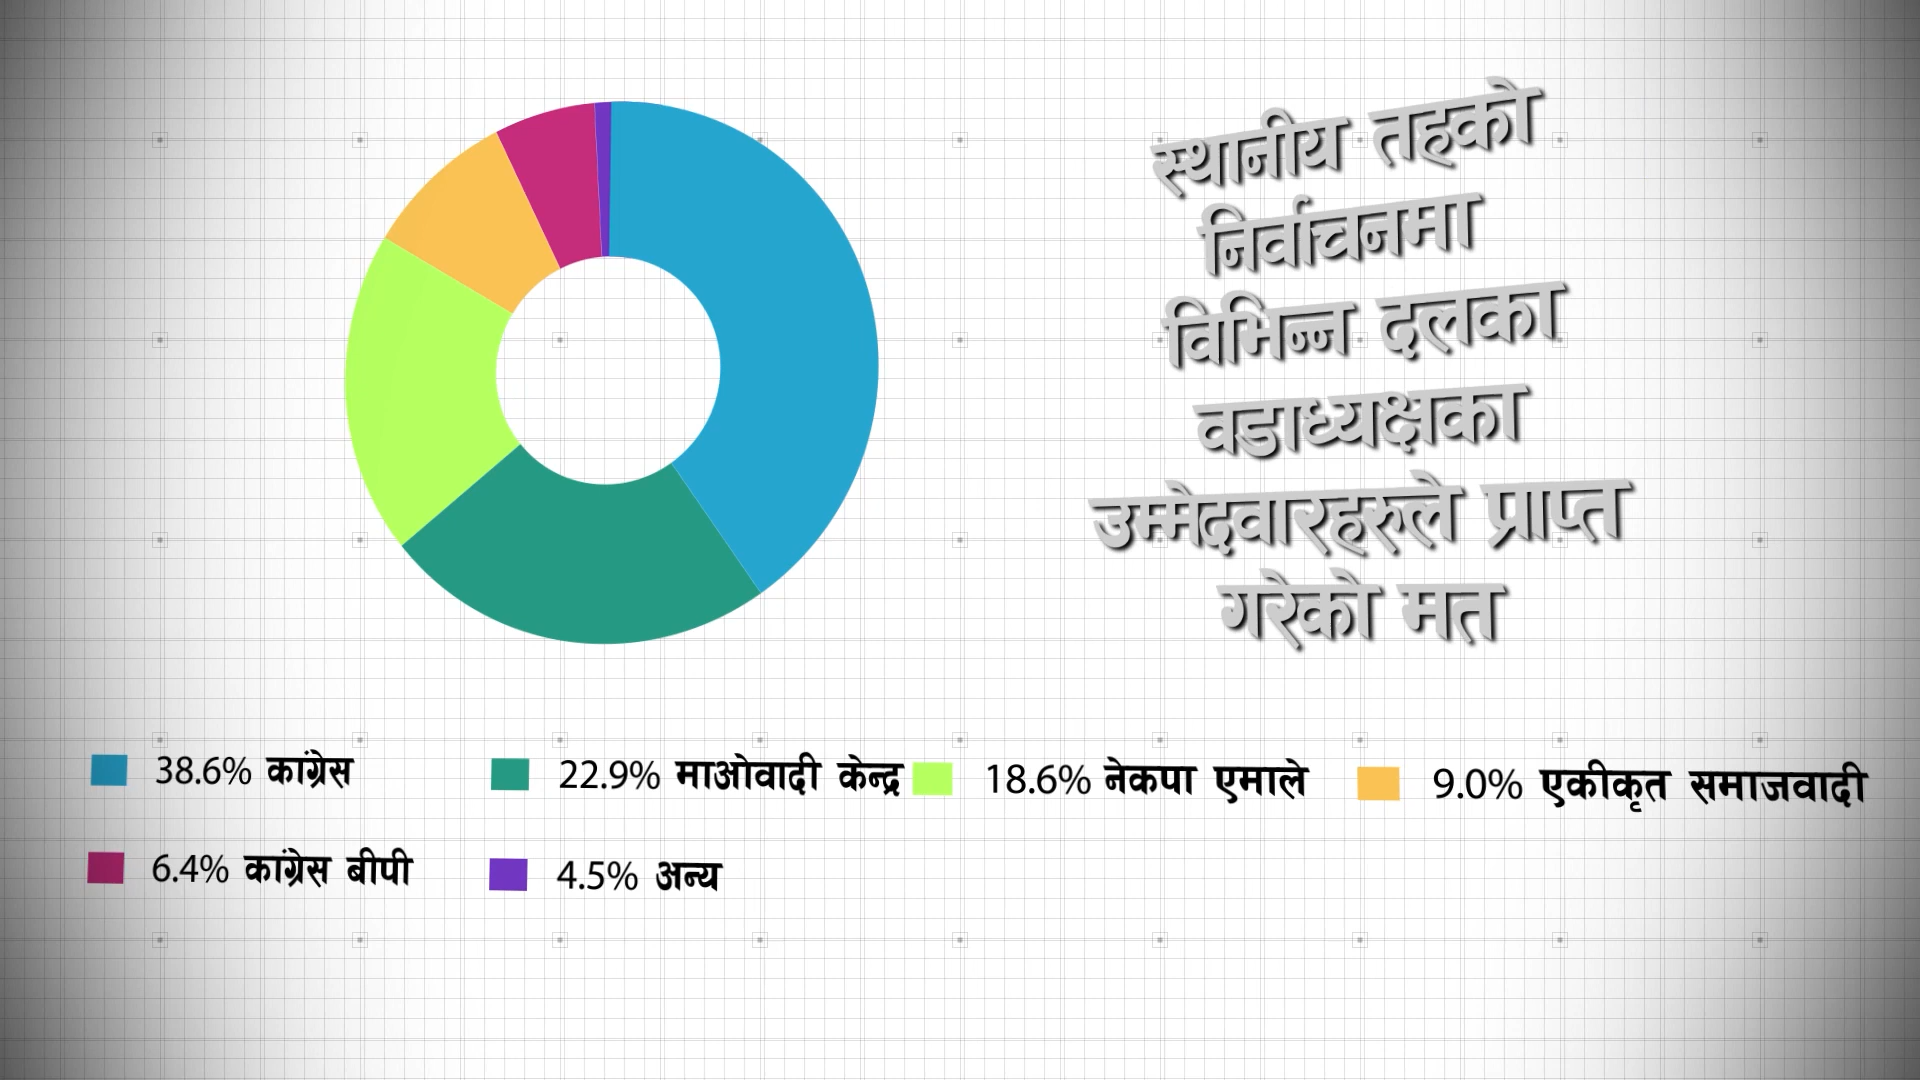 स्थानीय तहको
निर्वाचनमा
विभिन्न दलका
वडाध्यक्षका
उम्मेदवारहरुले प्राप्त
गरेको मत
38.6% कांग्रेस
22.9% माओवादी केन्द्र
18.6% नेकपा एमाले
9.0% एकीकृत समाजवादी
6.4% कांग्रेस बीपी
4.5% अन्य